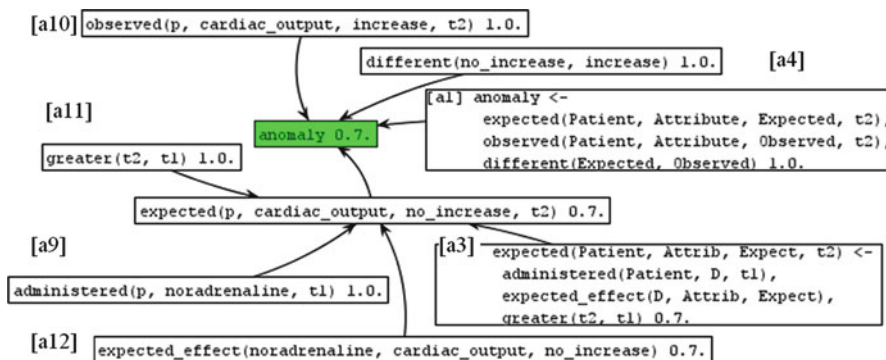 [a10] observed(p, cardiac_output, increase, t2) 1.0.
different(no_increase, increase) 1.0. [a4]
[a1] anomaly <-
expected(Patient, Attribute, Expected, t2),
observed(Patient, Attribute, Observed, t2),
different(Expected, Observed) 1.0.
[a11]
anomaly 0.7.
greater(t2, t1) 1.0.
expected(p, cardiac_output, no_increase, t2) 0.7.
[a9]
[a3] expected(Patient, Attrib, Expect, t2) <-
administered(Patient, D, t1),
expected_effect(D, Attrib, Expect),
greater(t2, t1) 0.7.
administered(p, noradrenaline, t1) 1.0.
[a12] expected_effect(noradrenaline, cardiac_output, no_increase) 0.7.